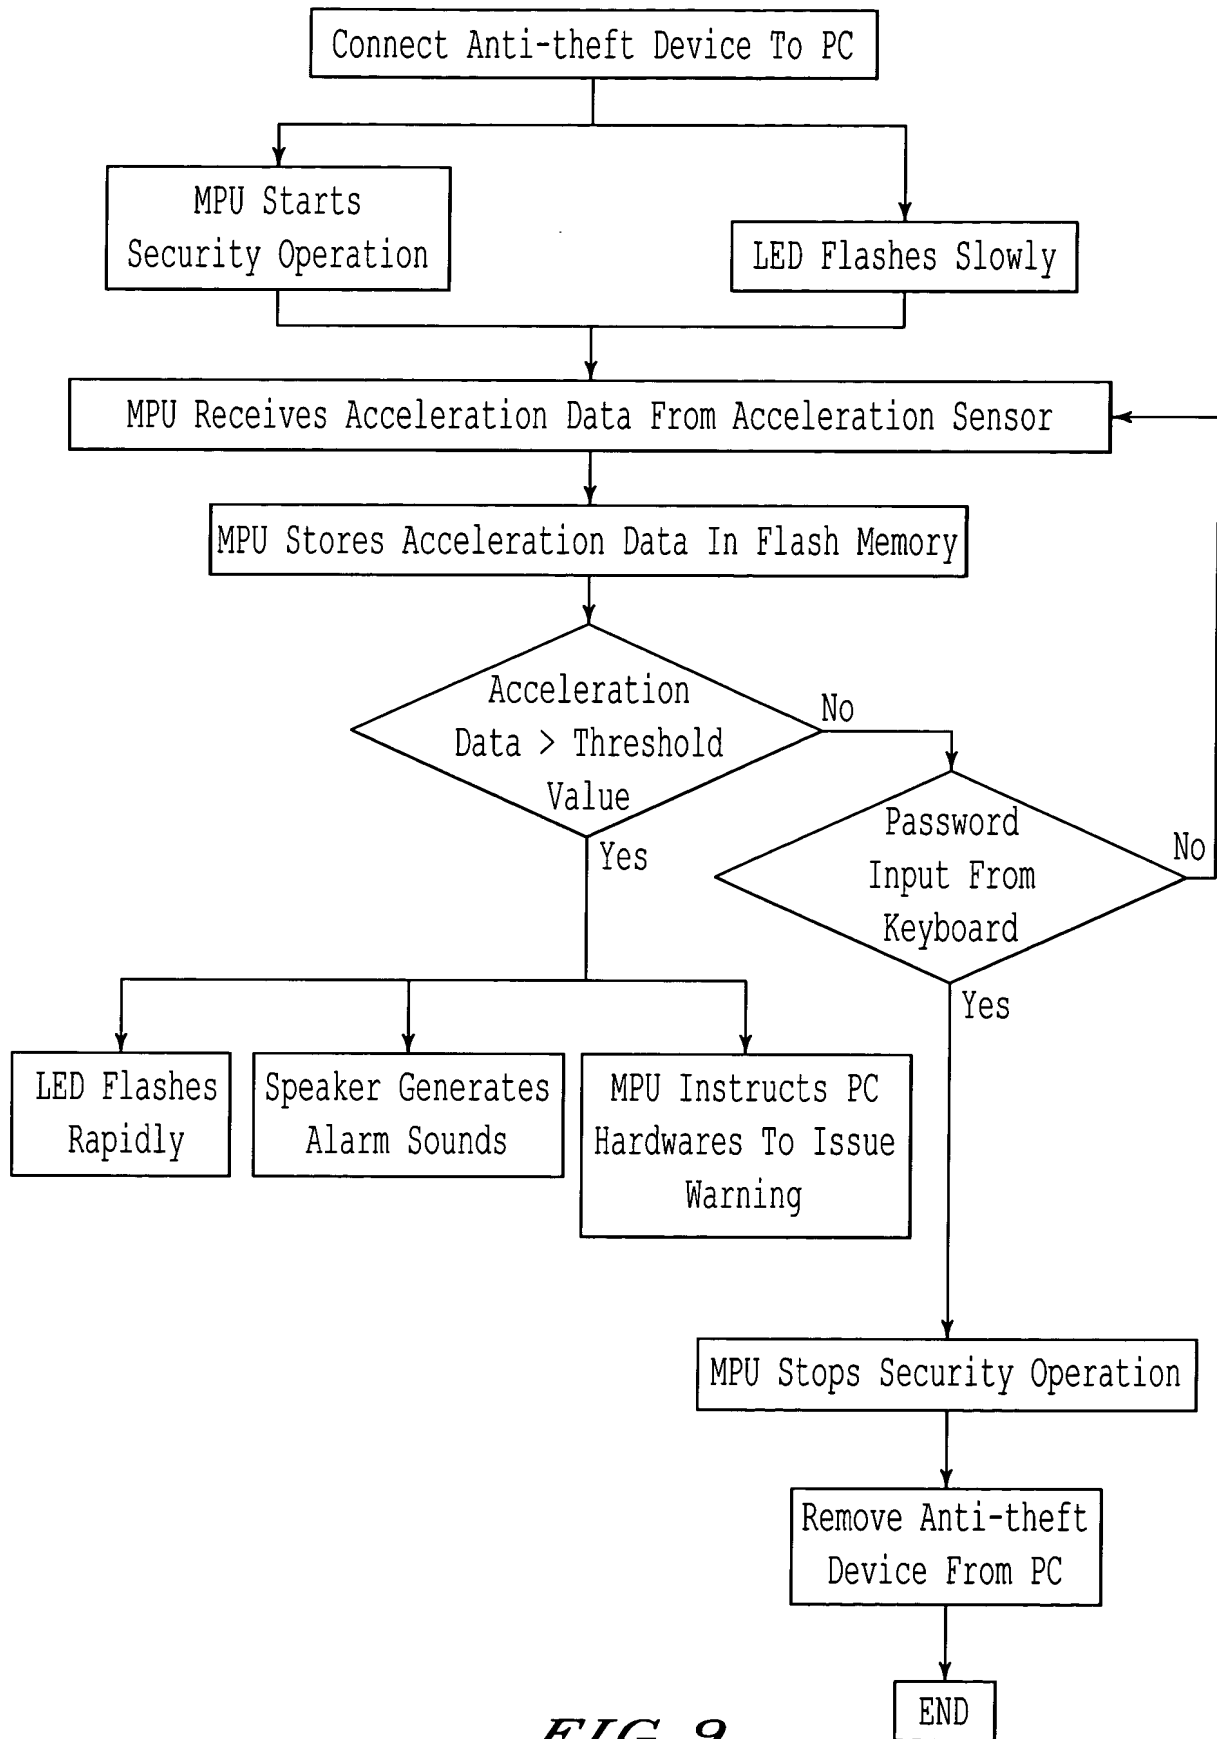 Connect Anti-theft Device To PC
MPU Starts
Security Operation
LED Flashes Slowly
MPU Receives Acceleration Data From Acceleration Sensor
MPU Stores Acceleration Data In Flash Memory
Acceleration
Data > Threshold
Value
No
Yes
Password
Input From
Keyboard
No
Yes
LED Flashes
Rapidly
Speaker Generates
Alarm Sounds
MPU Instructs PC
Hardwares To Issue
Warning
MPU Stops Security Operation
Remove Anti-theft
Device From PC
END
FIG. 9